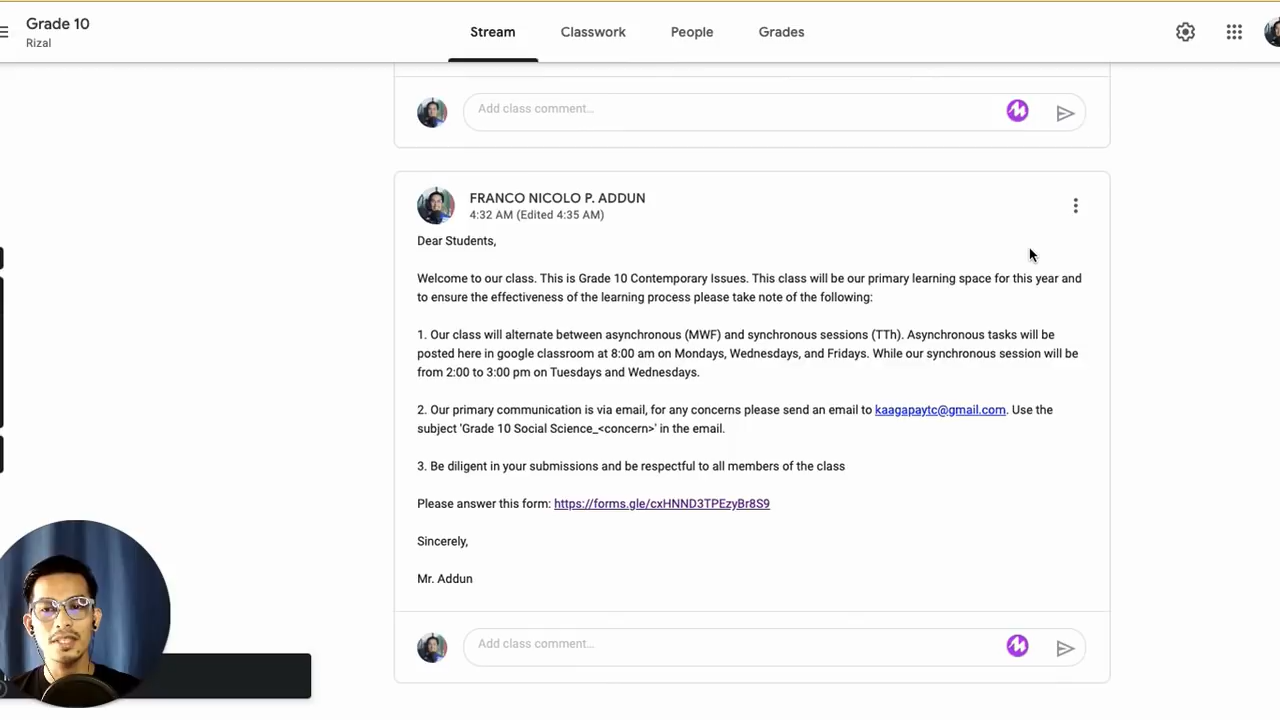 Grade 10
Rizal
Stream
Classwork
People
Grades
Add class comment...
FRANCO NICOLO P. ADDUN
4:32 AM (Edited 4:35 AM)
Dear Students,
Welcome to our class. This is Grade 10 Contemporary Issues. This class will be our primary learning space for this year and
to ensure the effectiveness of the learning process please take note of the following:
1. Our class will alternate between asynchronous (MWF) and synchronous sessions (TTh). Asynchronous tasks will be
posted here in google classroom at 8:00 am on Mondays, Wednesdays, and Fridays. While our synchronous session will be
from 2:00 to 3:00 pm on Tuesdays and Wednesdays.
2. Our primary communication is via email, for any concerns please send an email to kaagapaytc@gmail.com. Use the
subject 'Grade 10 Social Science_<concern>' in the email.
3. Be diligent in your submissions and be respectful to all members of the class
Please answer this form: https://forms.gle/cxHNND3TPEzyBr8S9
Sincerely,
Mr. Addun
Add class comment...